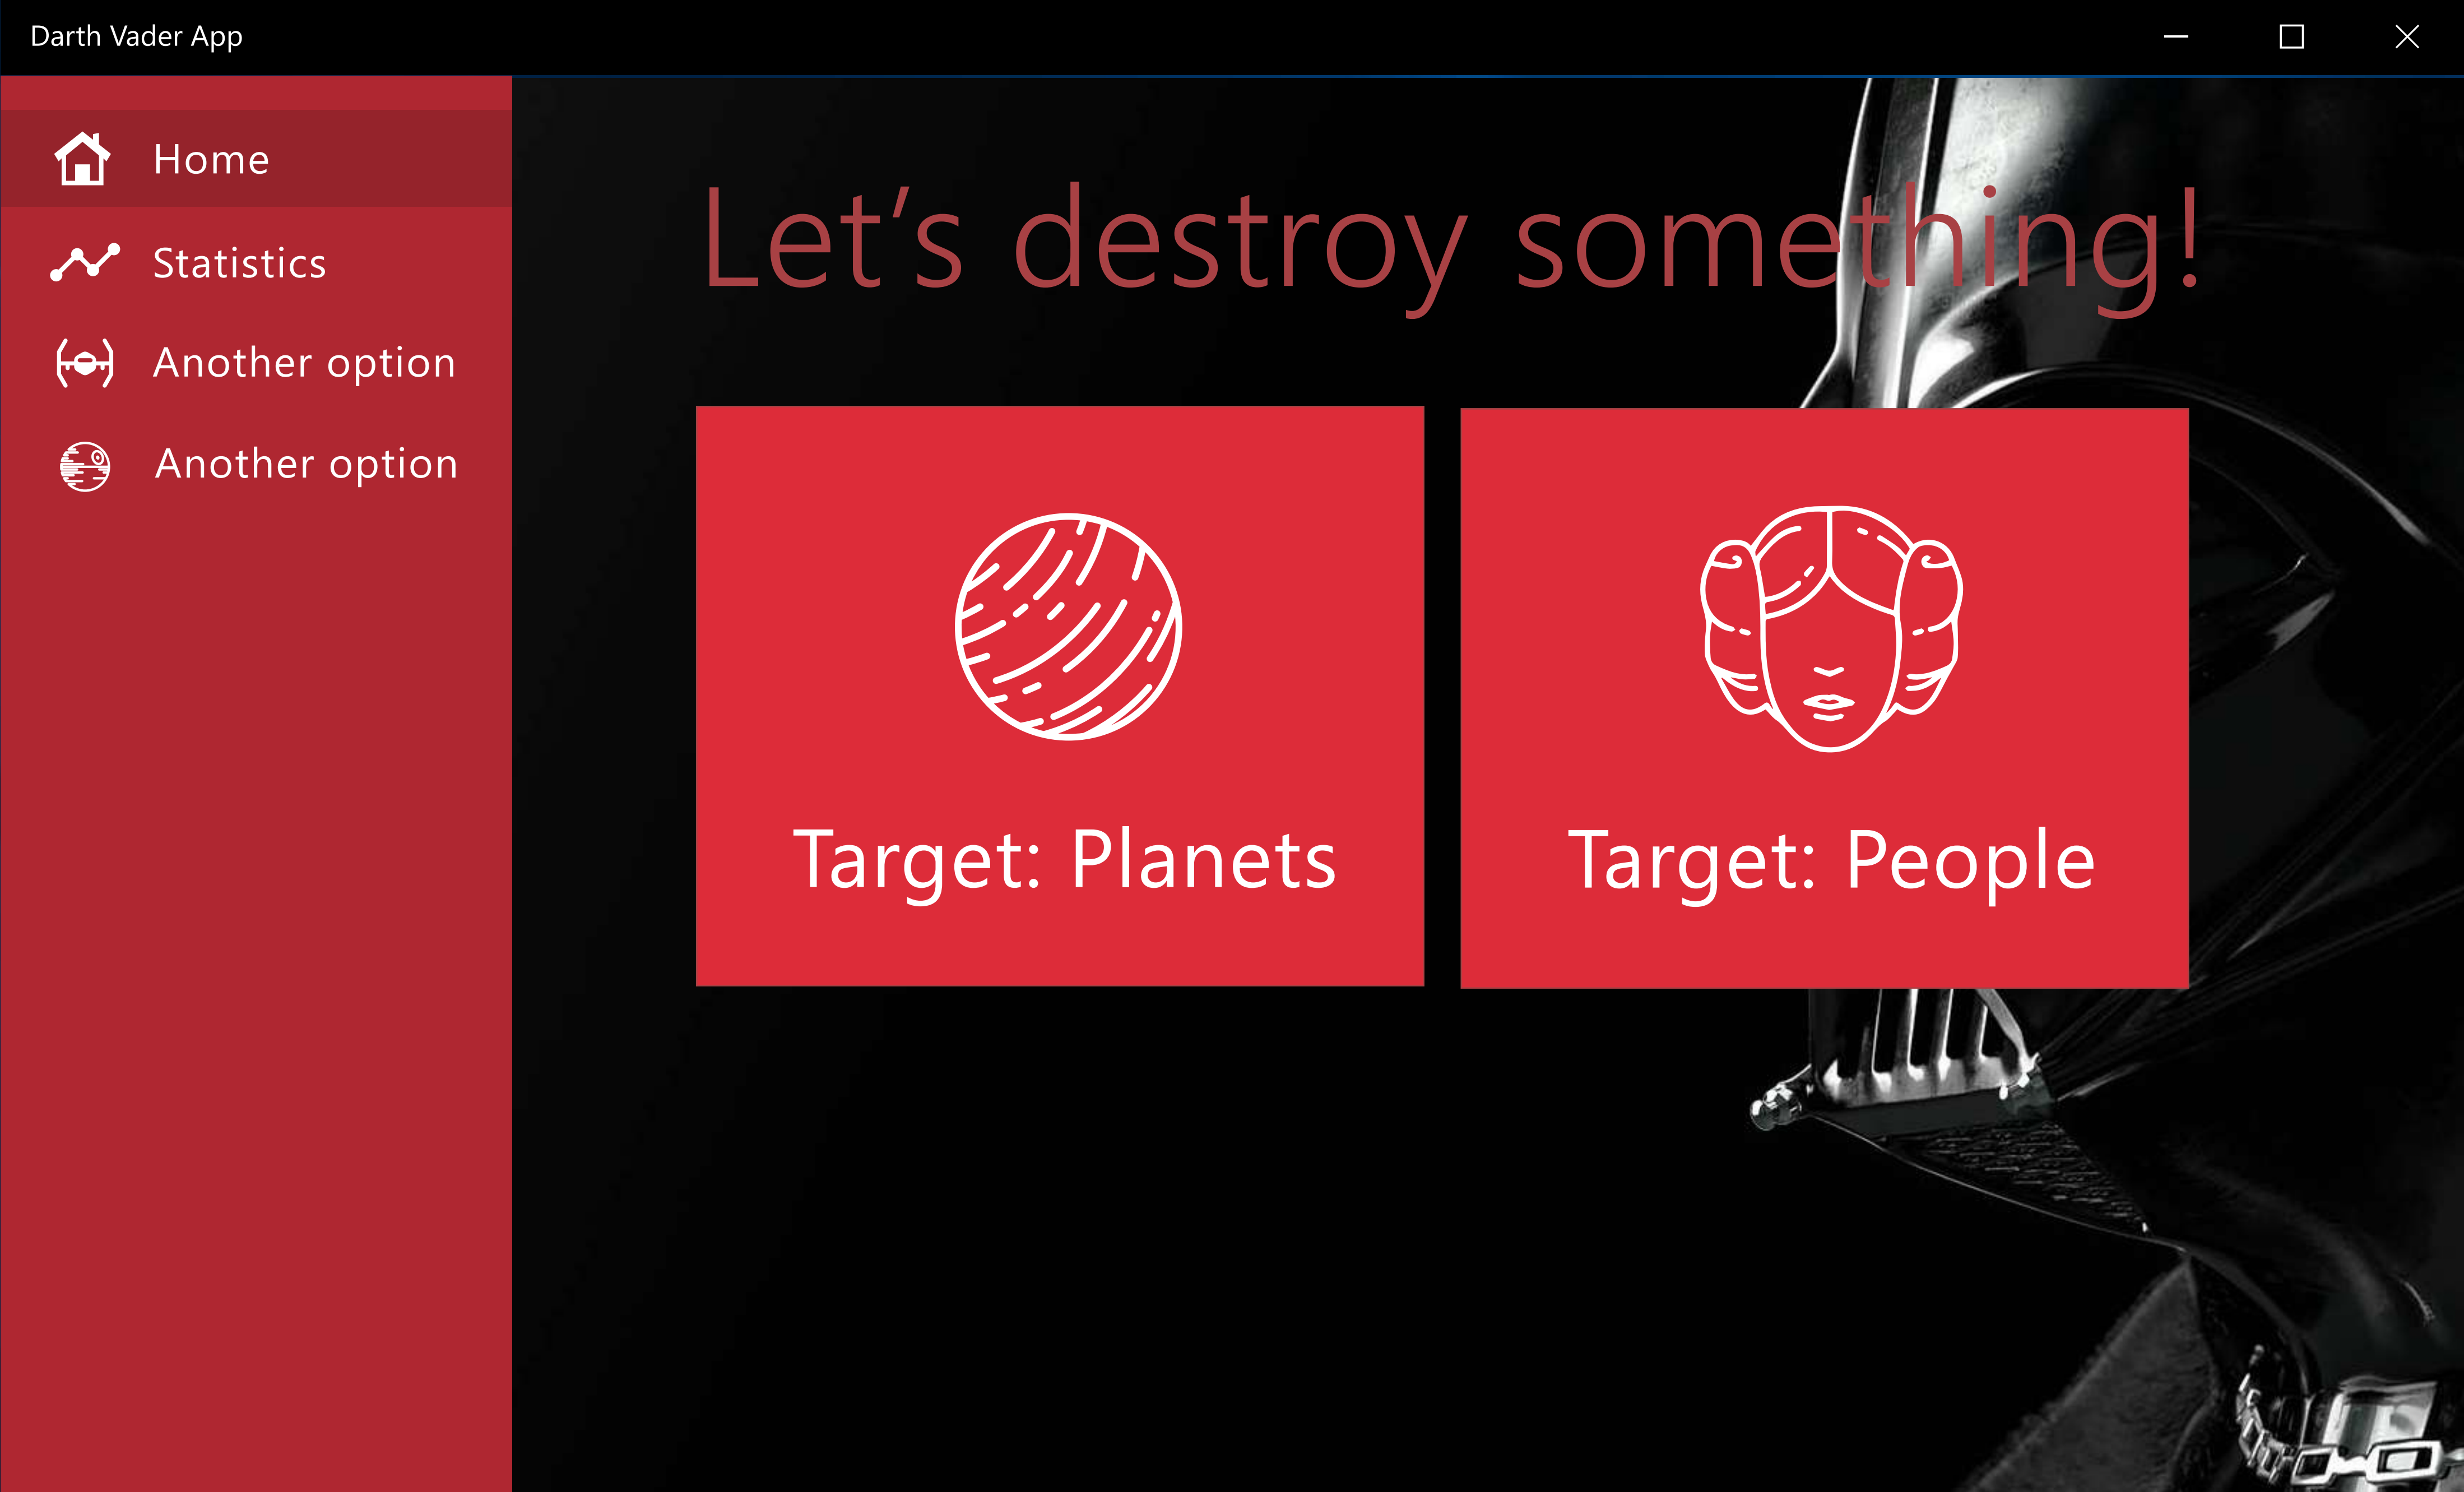 Darth Vader App
Home
Statistics
Another option
Another option
Let’s destroy something!
Target: Planets
Target: People